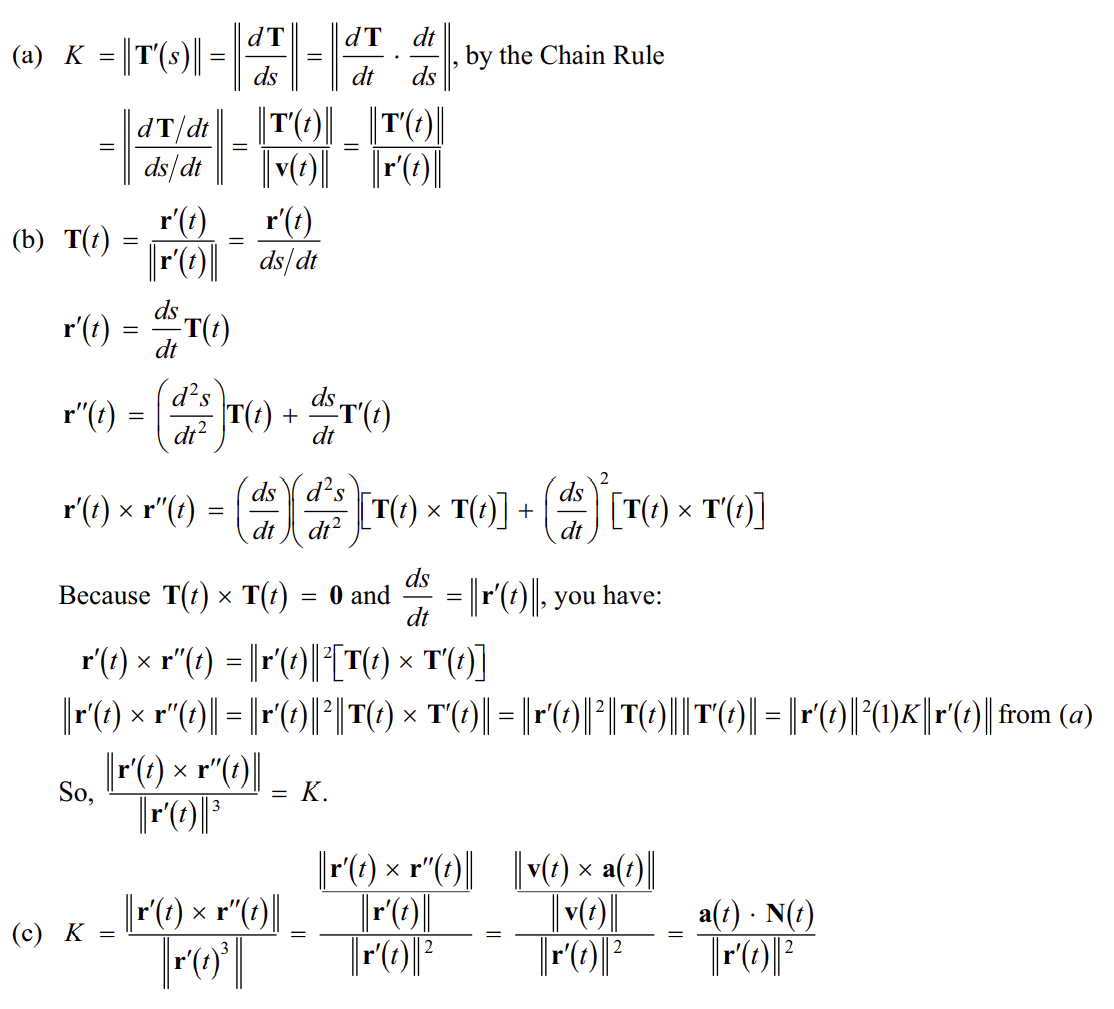 (a) K = ‖T′(s)‖ = ‖dT/ds‖ = ‖dT/dt · dt/ds‖, by the Chain Rule
= ‖(dT/dt)/(ds/dt)‖ = ‖T′(t)‖/‖v(t)‖ = ‖T′(t)‖/‖r′(t)‖
(b) T(t) = r′(t)/‖r′(t)‖ = r′(t)/(ds/dt)
r′(t) = ds/dt T(t)
r″(t) = (d²s/dt²)T(t) + ds/dt T′(t)
r′(t) × r″(t) = (ds/dt)(d²s/dt²)[T(t) × T(t)] + (ds/dt)²[T(t) × T′(t)]
Because T(t) × T(t) = 0 and ds/dt = ‖r′(t)‖, you have:
r′(t) × r″(t) = ‖r′(t)‖²[T(t) × T′(t)]
‖r′(t) × r″(t)‖ = ‖r′(t)‖²‖T(t) × T′(t)‖ = ‖r′(t)‖²‖T(t)‖‖T′(t)‖ = ‖r′(t)‖²(1)K‖r′(t)‖ from (a)
So, ‖r′(t) × r″(t)‖/‖r′(t)‖³ = K.
(c) K = ‖r′(t) × r″(t)‖/‖r′(t)³‖ = (‖r′(t) × r″(t)‖/‖r′(t)‖)/‖r′(t)‖² = (‖v(t) × a(t)‖/‖v(t)‖)/‖r′(t)‖² = a(t) · N(t)/‖r′(t)‖²